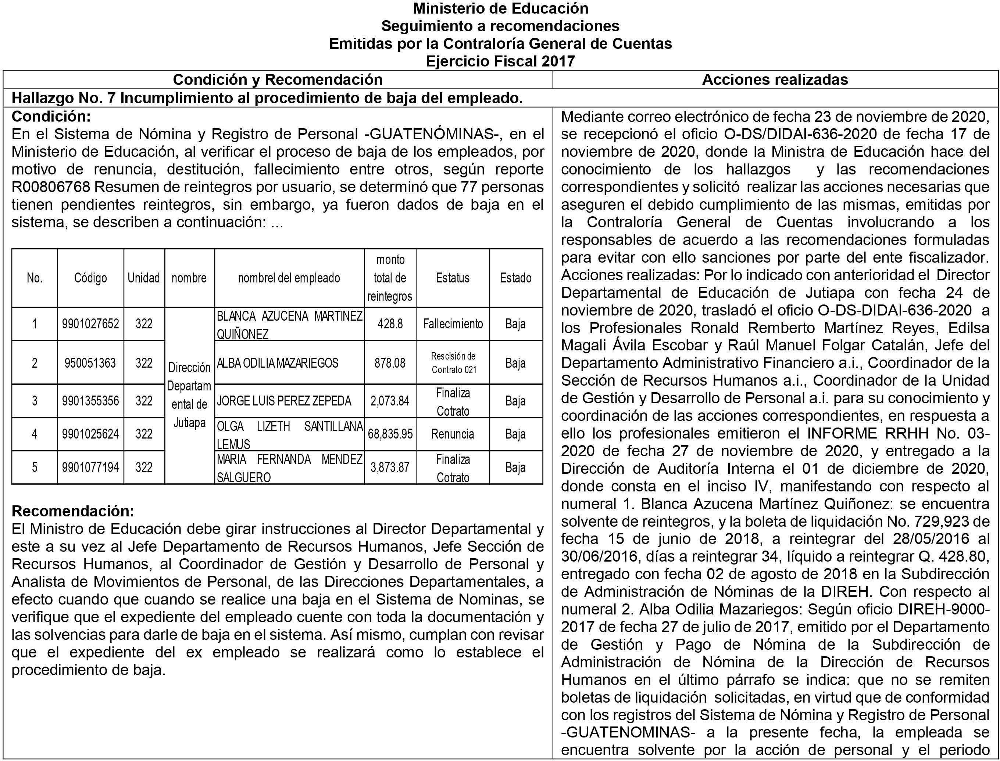 Ministerio de Educación
Seguimiento a recomendaciones
Emitidas por la Contraloría General de Cuentas
Ejercicio Fiscal 2017
Condición y Recomendación
Acciones realizadas
Hallazgo No. 7 Incumplimiento al procedimiento de baja del empleado.
Condición:
En el Sistema de Nómina y Registro de Personal -GUATENÓMINAS-, en el
Ministerio de Educación, al verificar el proceso de baja de los empleados, por
motivo de renuncia, destitución, fallecimiento entre otros, según reporte
R00806768 Resumen de reintegros por usuario, se determinó que 77 personas
tienen pendientes reintegros, sin embargo, ya fueron dados de baja en el
sistema, se describen a continuación: ...
No. Código Unidad nombre nombrel del empleado monto total de reintegros Estatus Estado
1 9901027652 322 BLANCA AZUCENA MARTINEZ QUIÑONEZ 428.8 Fallecimiento Baja
2 950051363 322 ALBA ODILIA MAZARIEGOS 878.08 Rescisión de Contrato 021 Baja
Dirección Departam ental de Jutiapa
3 9901355356 322 JORGE LUIS PEREZ ZEPEDA 2,073.84 Finaliza Cotrato Baja
4 9901025624 322 OLGA LIZETH SANTILLANA LEMUS 68,835.95 Renuncia Baja
5 9901077194 322 MARIA FERNANDA MENDEZ SALGUERO 3,873.87 Finaliza Cotrato Baja
Recomendación:
El Ministro de Educación debe girar instrucciones al Director Departamental y
este a su vez al Jefe Departamento de Recursos Humanos, Jefe Sección de
Recursos Humanos, al Coordinador de Gestión y Desarrollo de Personal y
Analista de Movimientos de Personal, de las Direcciones Departamentales, a
efecto cuando que cuando se realice una baja en el Sistema de Nominas, se
verifique que el expediente del empleado cuente con toda la documentación y
las solvencias para darle de baja en el sistema. Así mismo, cumplan con revisar
que el expediente del ex empleado se realizará como lo establece el
procedimiento de baja.
Mediante correo electrónico de fecha 23 de noviembre de 2020,
se recepcionó el oficio O-DS/DIDAI-636-2020 de fecha 17 de
noviembre de 2020, donde la Ministra de Educación hace del
conocimiento de los hallazgos y las recomendaciones
correspondientes y solicitó realizar las acciones necesarias que
aseguren el debido cumplimiento de las mismas, emitidas por
la Contraloría General de Cuentas involucrando a los
responsables de acuerdo a las recomendaciones formuladas
para evitar con ello sanciones por parte del ente fiscalizador.
Acciones realizadas: Por lo indicado con anterioridad el Director
Departamental de Educación de Jutiapa con fecha 24 de
noviembre de 2020, trasladó el oficio O-DS-DIDAI-636-2020 a
los Profesionales Ronald Remberto Martínez Reyes, Edilsa
Magali Ávila Escobar y Raúl Manuel Folgar Catalán, Jefe del
Departamento Administrativo Financiero a.i., Coordinador de la
Sección de Recursos Humanos a.i., Coordinador de la Unidad
de Gestión y Desarrollo de Personal a.i. para su conocimiento y
coordinación de las acciones correspondientes, en respuesta a
ello los profesionales emitieron el INFORME RRHH No. 03-
2020 de fecha 27 de noviembre de 2020, y entregado a la
Dirección de Auditoría Interna el 01 de diciembre de 2020,
donde consta en el inciso IV, manifestando con respecto al
numeral 1. Blanca Azucena Martínez Quiñonez: se encuentra
solvente de reintegros, y la boleta de liquidación No. 729,923 de
fecha 15 de junio de 2018, a reintegrar del 28/05/2016 al
30/06/2016, días a reintegrar 34, líquido a reintegrar Q. 428.80,
entregado con fecha 02 de agosto de 2018 en la Subdirección
de Administración de Nóminas de la DIREH. Con respecto al
numeral 2. Alba Odilia Mazariegos: Según oficio DIREH-9000-
2017 de fecha 27 de julio de 2017, emitido por el Departamento
de Gestión y Pago de Nómina de la Subdirección de
Administración de Nómina de la Dirección de Recursos
Humanos en el último párrafo se indica: que no se remiten
boletas de liquidación solicitadas, en virtud que de conformidad
con los registros del Sistema de Nómina y Registro de Personal
-GUATENOMINAS- a la presente fecha, la empleada se
encuentra solvente por la acción de personal y el periodo